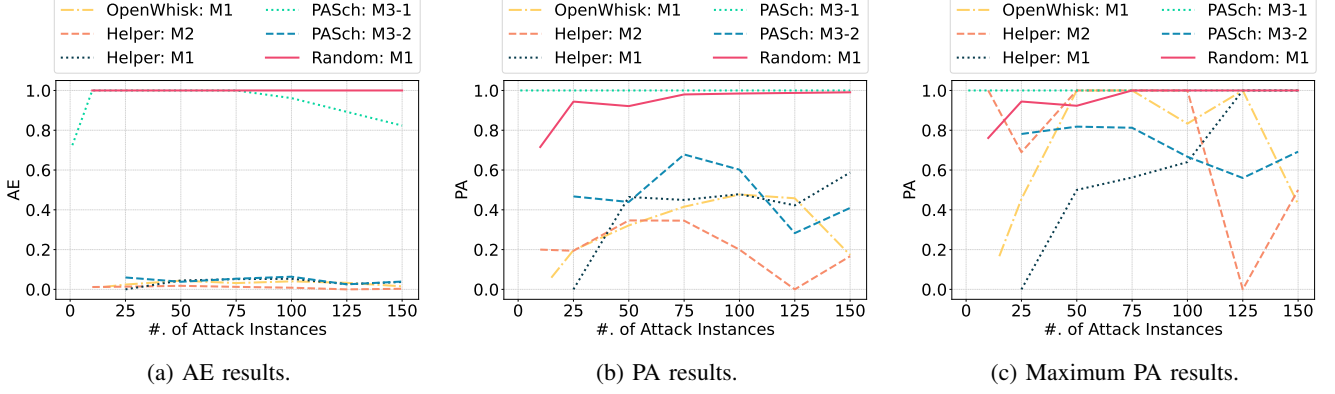 OpenWhisk: M1
Helper: M2
Helper: M1
PASch: M3-1
PASch: M3-2
Random: M1
AE
1.0
0.8
0.6
0.4
0.2
0.0
0 25 50 75 100 125 150
#. of Attack Instances
(a) AE results.
OpenWhisk: M1
Helper: M2
Helper: M1
PASch: M3-1
PASch: M3-2
Random: M1
PA
1.0
0.8
0.6
0.4
0.2
0.0
0 25 50 75 100 125 150
#. of Attack Instances
(b) PA results.
OpenWhisk: M1
Helper: M2
Helper: M1
PASch: M3-1
PASch: M3-2
Random: M1
PA
1.0
0.8
0.6
0.4
0.2
0.0
0 25 50 75 100 125 150
#. of Attack Instances
(c) Maximum PA results.